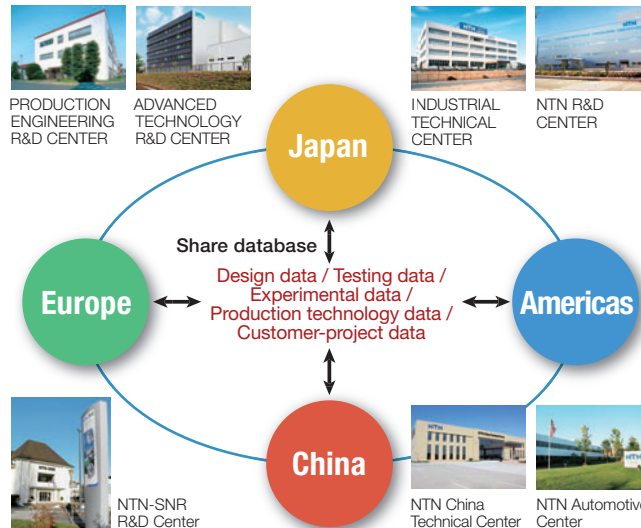 PRODUCTION
ENGINEERING
R&D CENTER
ADVANCED
TECHNOLOGY
R&D CENTER
INDUSTRIAL
TECHNICAL
CENTER
NTN R&D
CENTER
Japan
Share database
Design data / Testing data /
Experimental data /
Production technology data /
Customer-project data
Europe
Americas
China
NTN-SNR
R&D Center
NTN
NTN China
Technical Center
NTN Automotive
Center